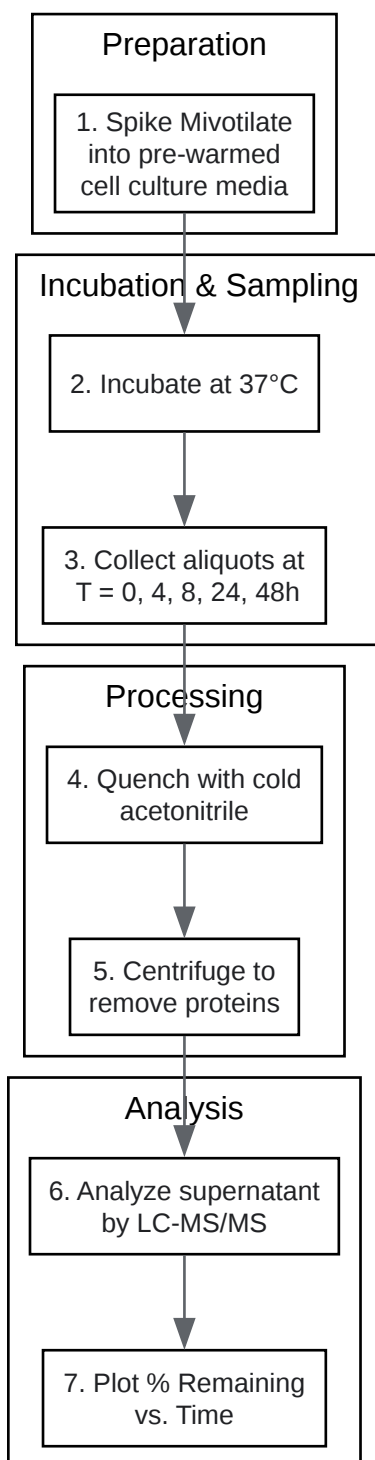 Preparation
1. Spike Mivotilate
into pre-warmed
cell culture media
Incubation & Sampling
2. Incubate at 37°C
3. Collect aliquots at
T = 0, 4, 8, 24, 48h
Processing
4. Quench with cold
acetonitrile
5. Centrifuge to
remove proteins
Analysis
6. Analyze supernatant
by LC-MS/MS
7. Plot % Remaining
vs. Time